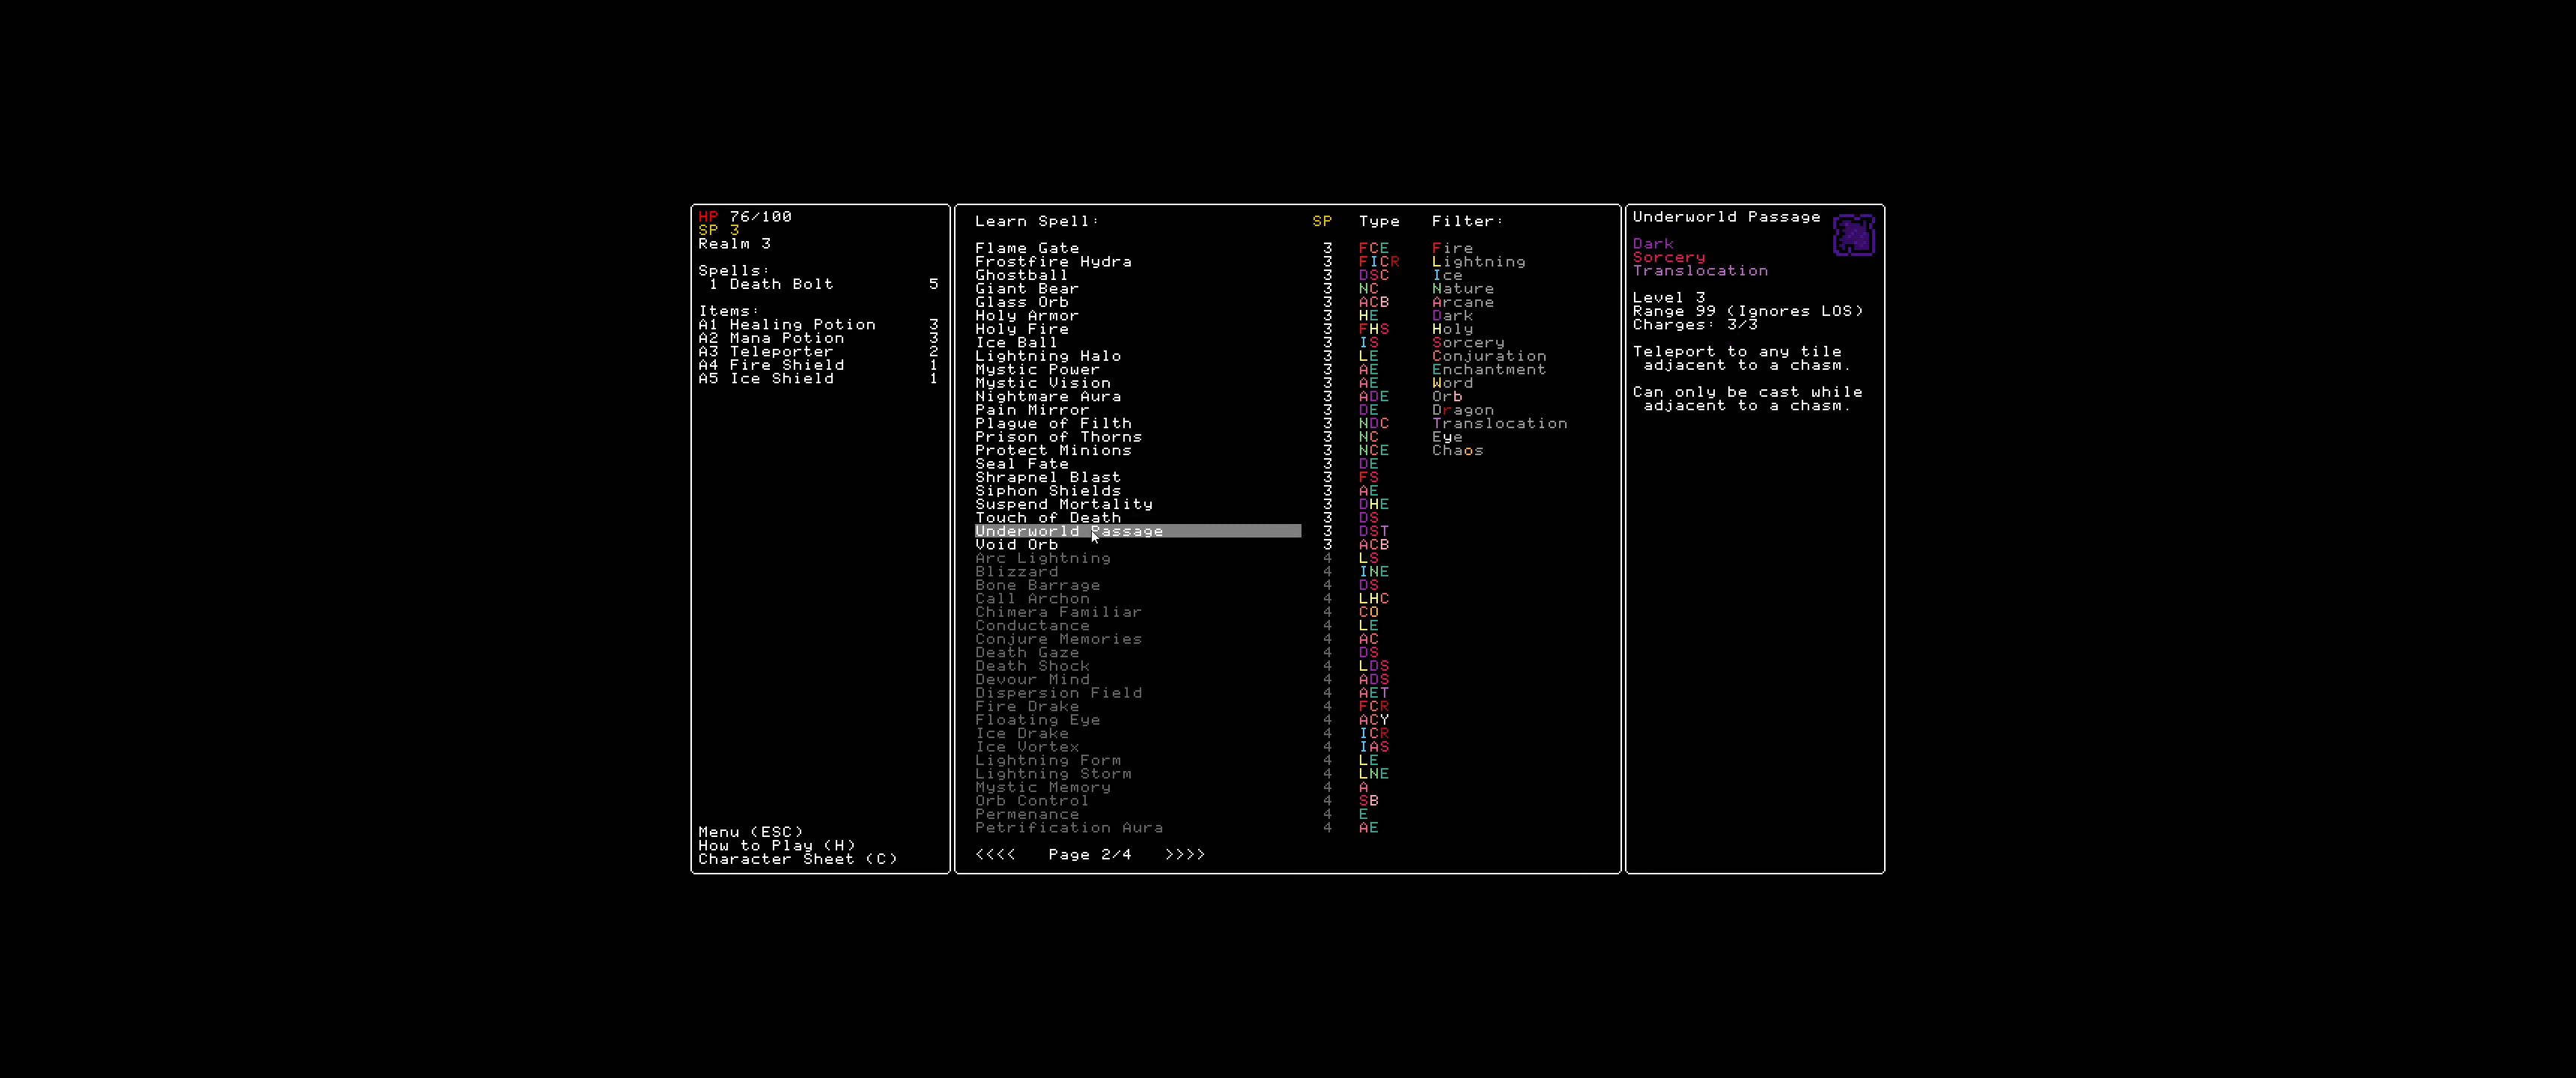 HP 76/100
SP 3
Realm 3
Spells:
1 Death Bolt 5
Items:
A1 Healing Potion 3
A2 Mana Potion 3
A3 Teleporter 2
A4 Fire Shield 1
A5 Ice Shield 1
Menu (ESC)
How to Play (H)
Character Sheet (C)
Learn Spell: SP Type Filter:
Flame Gate 3 FCE Fire
Frostfire Hydra 3 FICR Lightning
Ghostball 3 DSC Ice
Giant Bear 3 NC Nature
Glass Orb 3 ACB Arcane
Holy Armor 3 HE Dark
Holy Fire 3 FHS Holy
Ice Ball 3 IS Sorcery
Lightning Halo 3 LE Conjuration
Mystic Power 3 AE Enchantment
Mystic Vision 3 AE Word
Nightmare Aura 3 ADE Orb
Pain Mirror 3 DE Dragon
Plague of Filth 3 NDC Translocation
Prison of Thorns 3 NC Eye
Protect Minions 3 NCE Chaos
Seal Fate 3 DE
Shrapnel Blast 3 FS
Siphon Shields 3 AE
Suspend Mortality 3 DHE
Touch of Death 3 DS
Underworld Passage 3 DST
Void Orb 3 ACB
Arc Lightning 4 LS
Blizzard 4 INE
Bone Barrage 4 DS
Call Archon 4 LHC
Chimera Familiar 4 CO
Conductance 4 LE
Conjure Memories 4 AC
Death Gaze 4 DS
Death Shock 4 LDS
Devour Mind 4 ADS
Dispersion Field 4 AET
Fire Drake 4 FCR
Floating Eye 4 ACY
Ice Drake 4 ICR
Ice Vortex 4 IAS
Lightning Form 4 LE
Lightning Storm 4 LNE
Mystic Memory 4 A
Orb Control 4 SB
Permenance 4 E
Petrification Aura 4 AE
<<<< Page 2/4 >>>>
Underworld Passage
Dark
Sorcery
Translocation
Level 3
Range 99 (Ignores LOS)
Charges: 3/3
Teleport to any tile
adjacent to a chasm.
Can only be cast while
adjacent to a chasm.